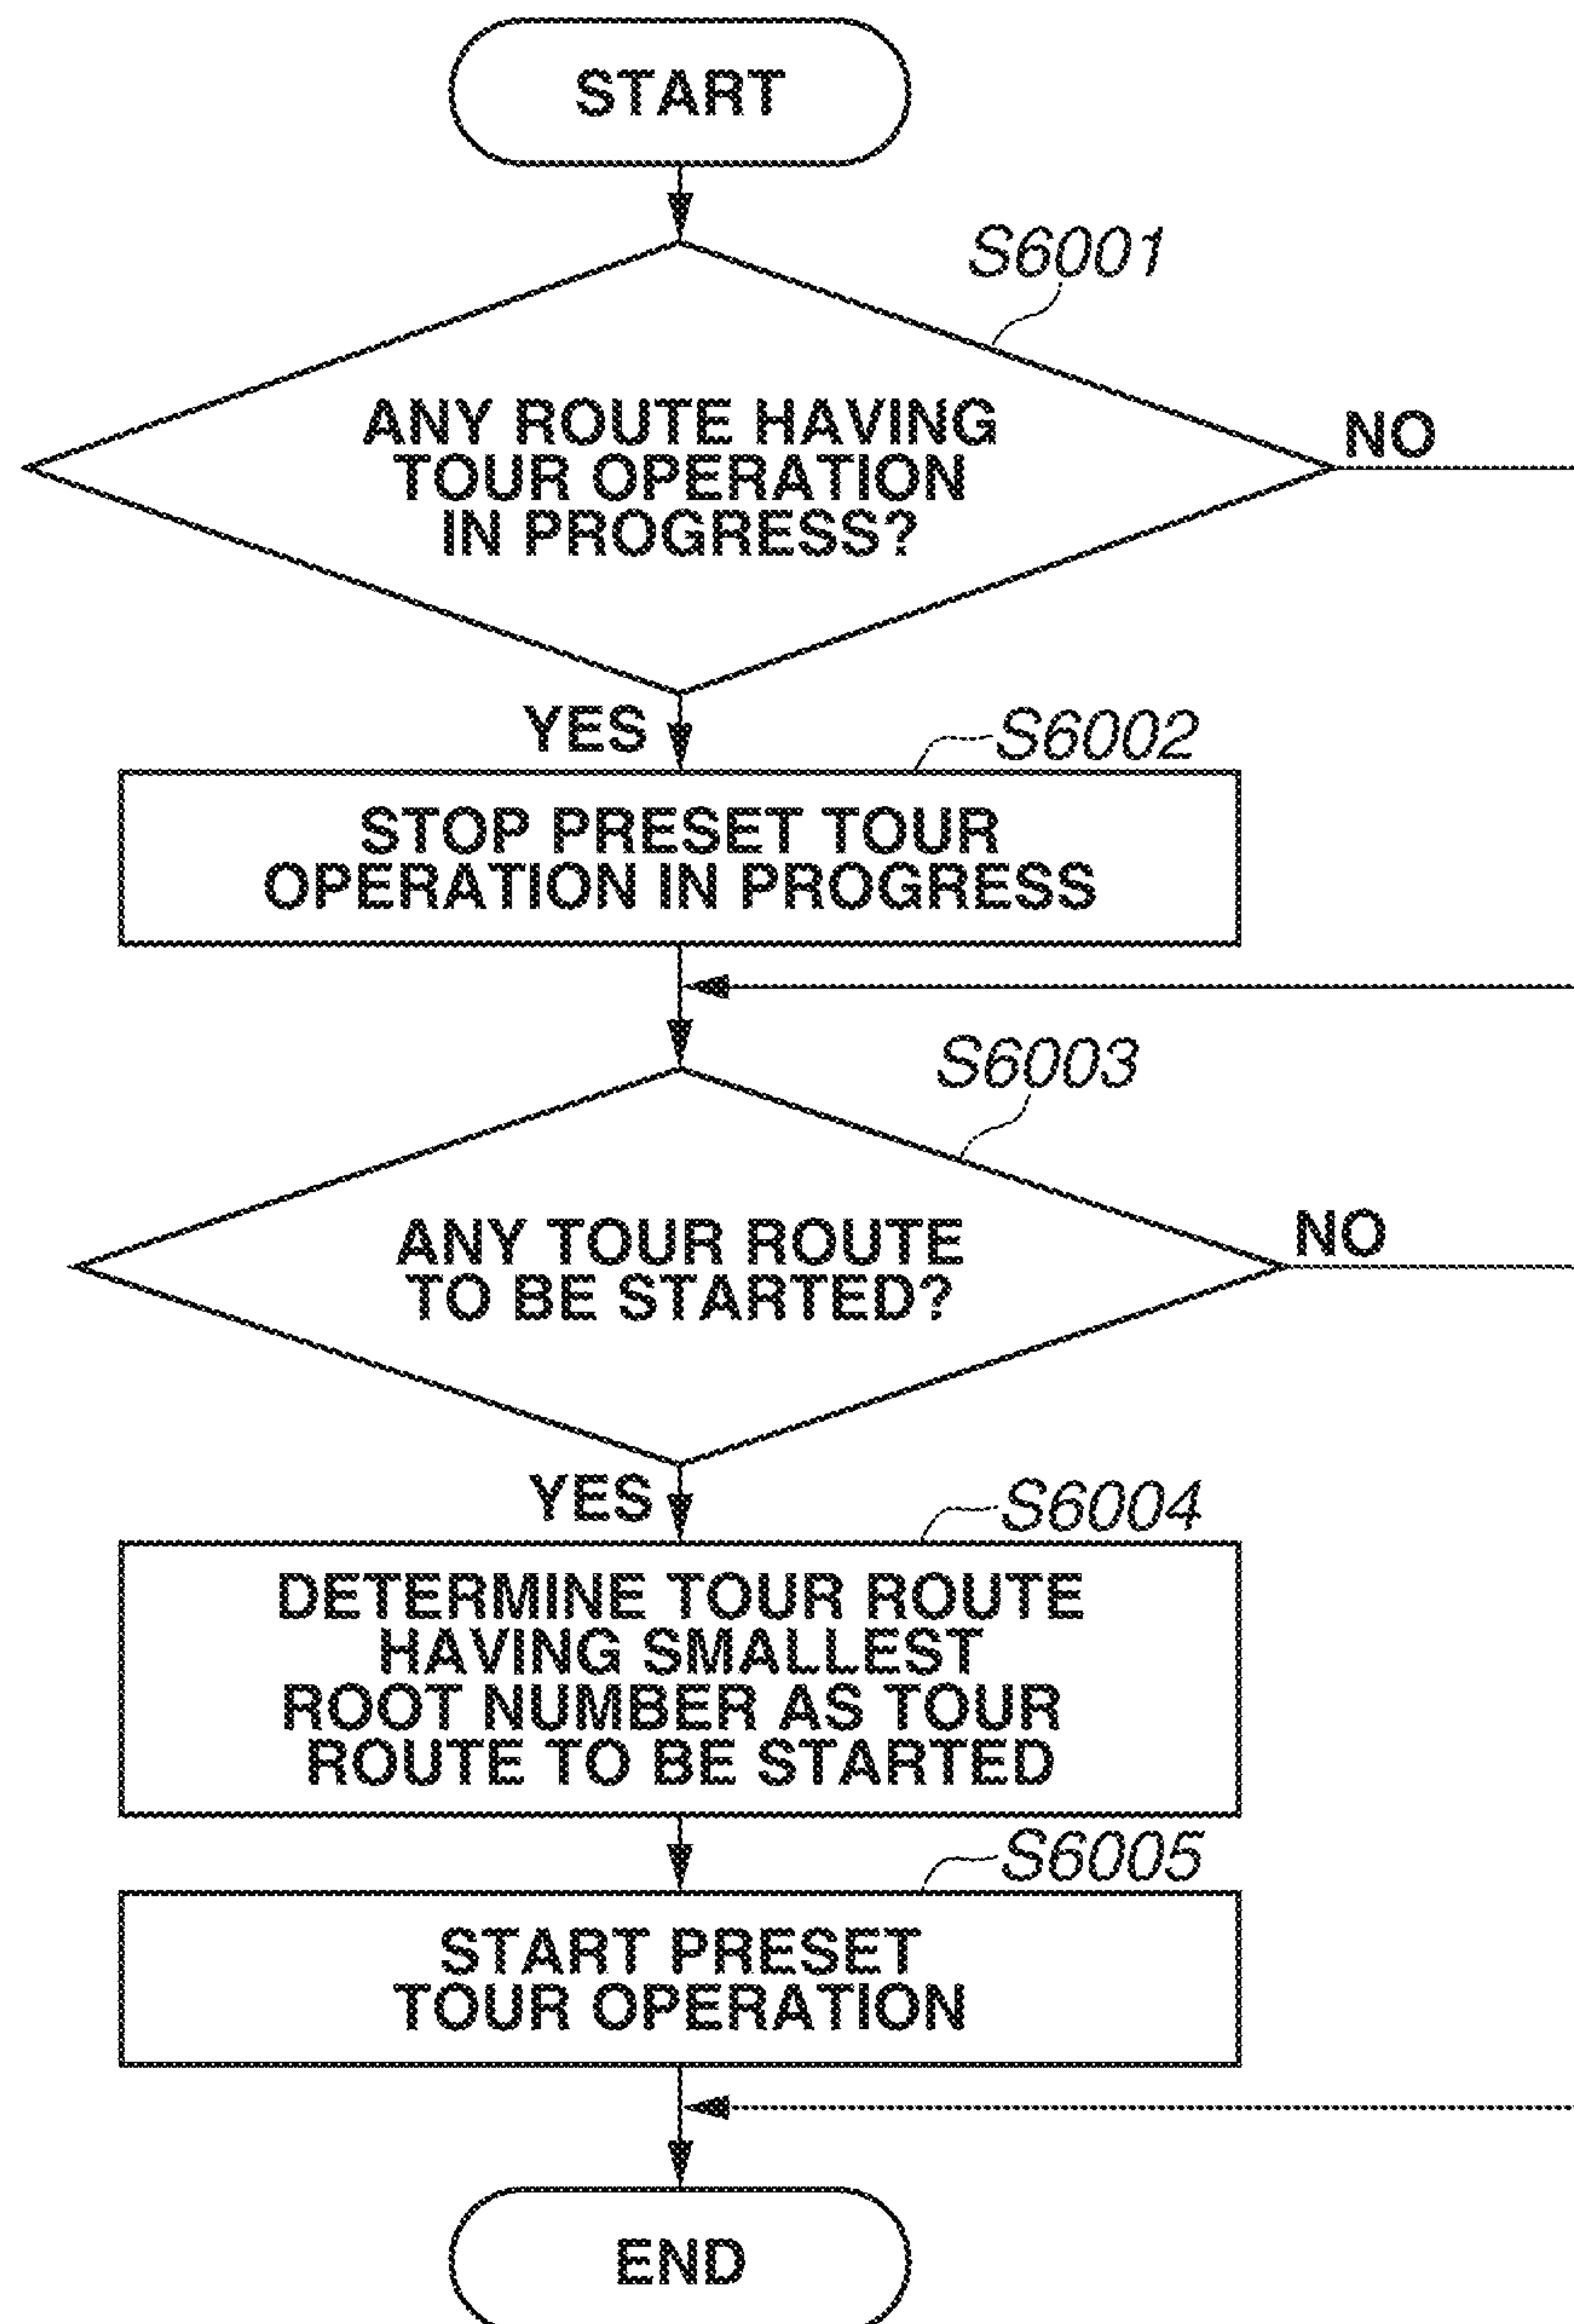 START
S6001
ANY ROUTE HAVING
TOUR OPERATION
IN PROGRESS?
NO
YES
S6002
STOP PRESET TOUR
OPERATION IN PROGRESS
S6003
ANY TOUR ROUTE
TO BE STARTED?
NO
YES
S6004
DETERMINE TOUR ROUTE
HAVING SMALLEST
ROOT NUMBER AS TOUR
ROUTE TO BE STARTED
S6005
START PRESET
TOUR OPERATION
END